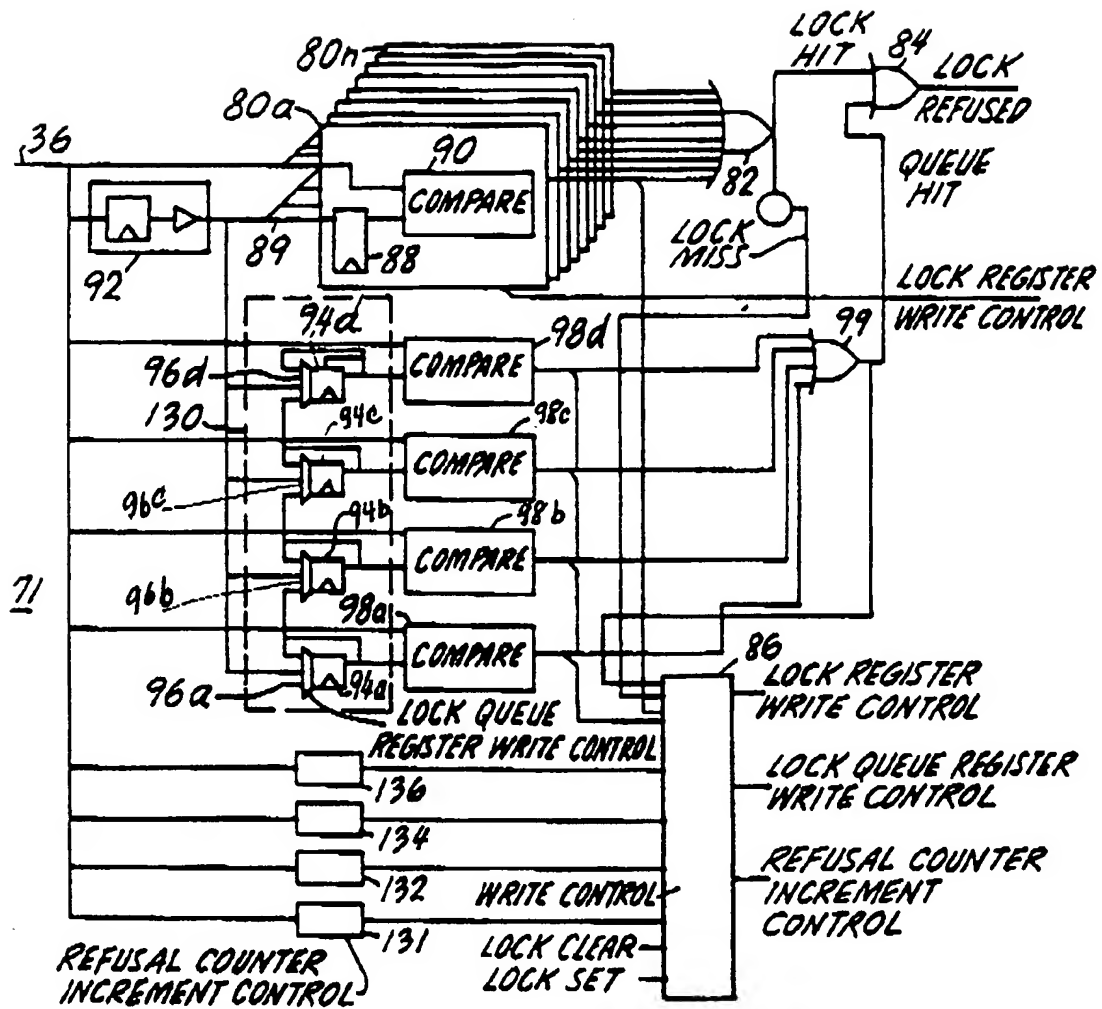 80n
LOCK
HIT
84
LOCK
REFUSED
80a
36
90
COMPARE
82
QUEUE
HIT
92
89
88
LOCK
MISS
LOCK REGISTER
WRITE CONTROL
94d
98d
99
96d
COMPARE
130
94c
98c
COMPARE
96c
94b
98b
COMPARE
71
96b
98a
COMPARE
86
96a
94a
LOCK QUEUE
REGISTER WRITE CONTROL
LOCK REGISTER
WRITE CONTROL
136
LOCK QUEUE REGISTER
WRITE CONTROL
134
132
WRITE CONTROL
REFUSAL COUNTER
INCREMENT
CONTROL
131
REFUSAL COUNTER
INCREMENT CONTROL
LOCK CLEAR
LOCK SET